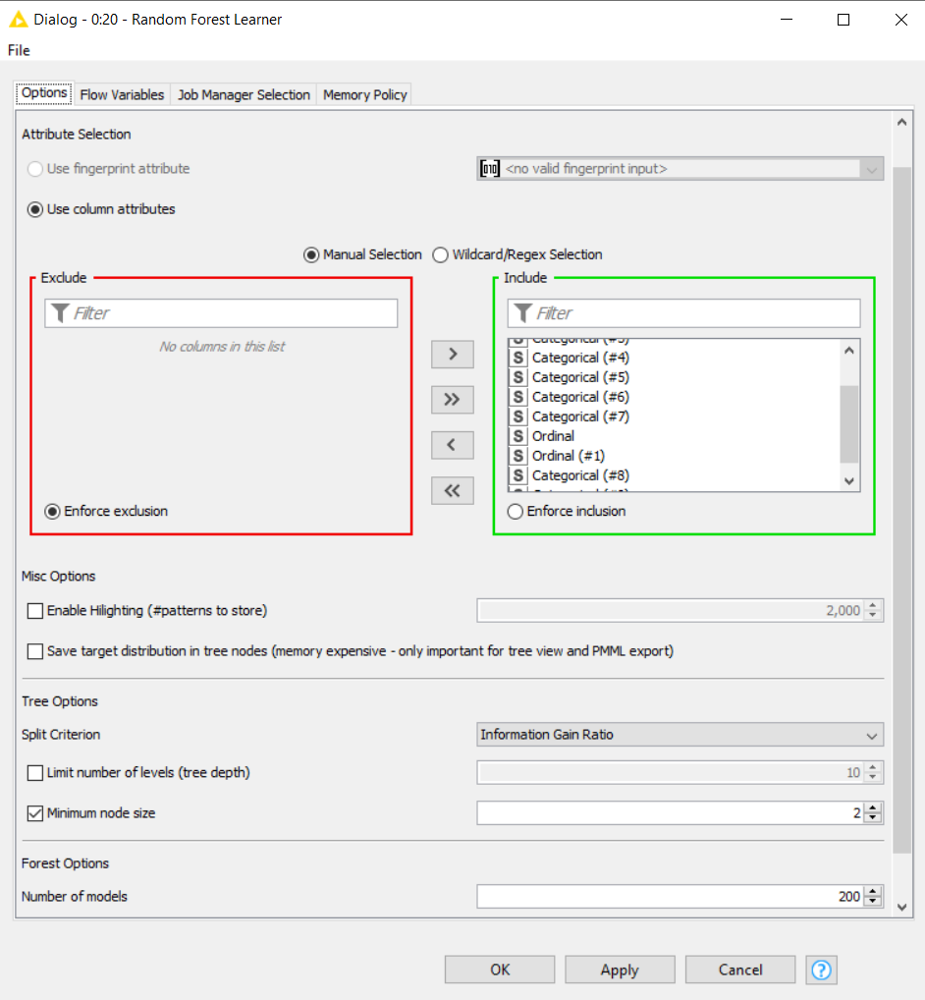 Dialog - 0:20 - Random Forest Learner
File
Options Flow Variables Job Manager Selection Memory Policy
Attribute Selection
Use fingerprint attribute <no valid fingerprint input>
Use column attributes
Manual Selection Wildcard/Regex Selection
Exclude Include
Filter Filter
No columns in this list
S Categorical (#4)
S Categorical (#5)
S Categorical (#6)
S Categorical (#7)
S Ordinal
S Ordinal (#1)
S Categorical (#8)
Enforce exclusion Enforce inclusion
Misc Options
Enable Hilighting (#patterns to store) 2,000
Save target distribution in tree nodes (memory expensive - only important for tree view and PMML export)
Tree Options
Split Criterion Information Gain Ratio
Limit number of levels (tree depth) 10
Minimum node size 2
Forest Options
Number of models 200
OK Apply Cancel ?